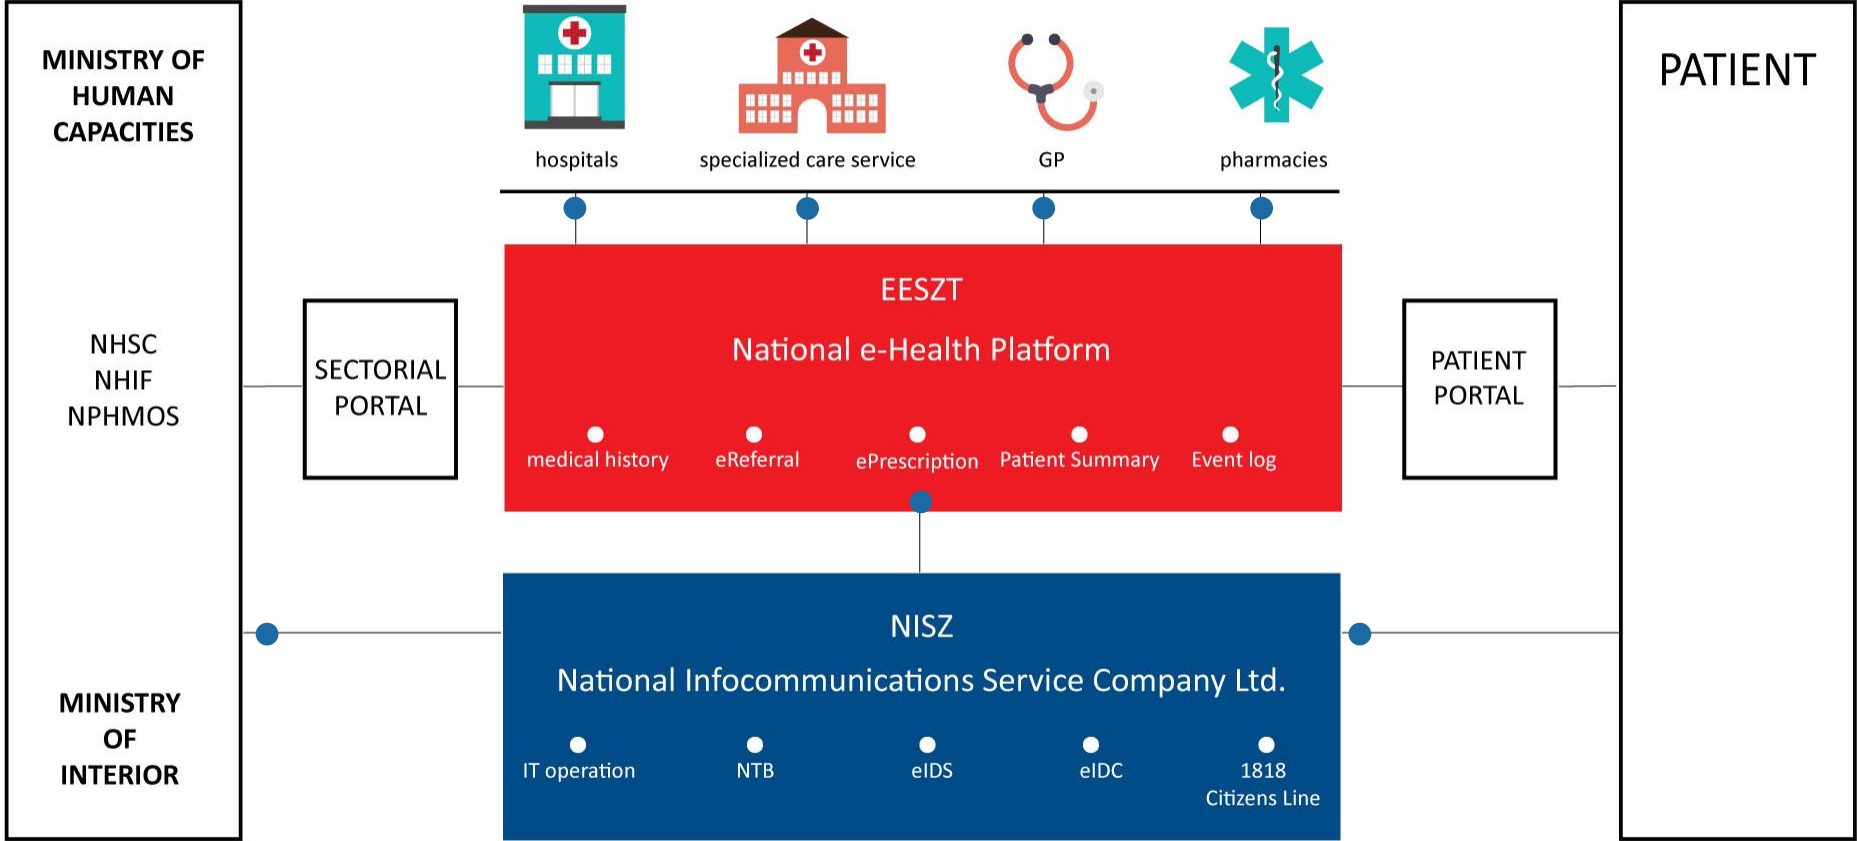 MINISTRY OF
HUMAN
CAPACITIES
NHSC
NHIF
NPHMOS
MINISTRY
OF
INTERIOR
SECTORIAL
PORTAL
hospitals
specialized care service
GP
pharmacies
EESZT
National e-Health Platform
medical history
eReferral
ePrescription
Patient Summary
Event log
NISZ
National Infocommunications Service Company Ltd.
IT operation
NTB
eIDS
eIDC
1818
Citizens Line
PATIENT
PORTAL
PATIENT